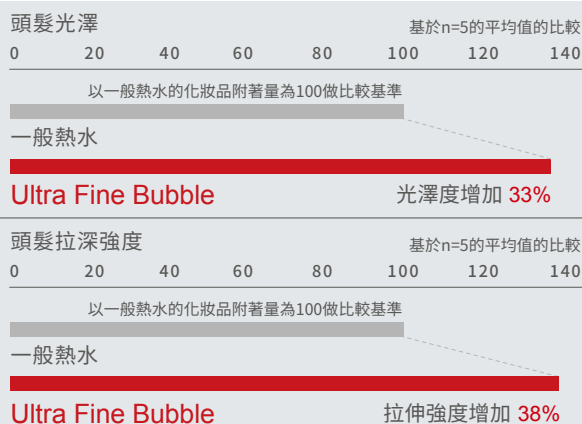 頭髮光澤
基於n=5的平均值的比較
0 20 40 60 80 100 120 140
以一般熱水的化妝品附著量為100做比較基準
一般熱水
Ultra Fine Bubble
光澤度增加 33%
頭髮拉深強度
基於n=5的平均值的比較
0 20 40 60 80 100 120 140
以一般熱水的化妝品附著量為100做比較基準
一般熱水
Ultra Fine Bubble
拉伸強度增加 38%